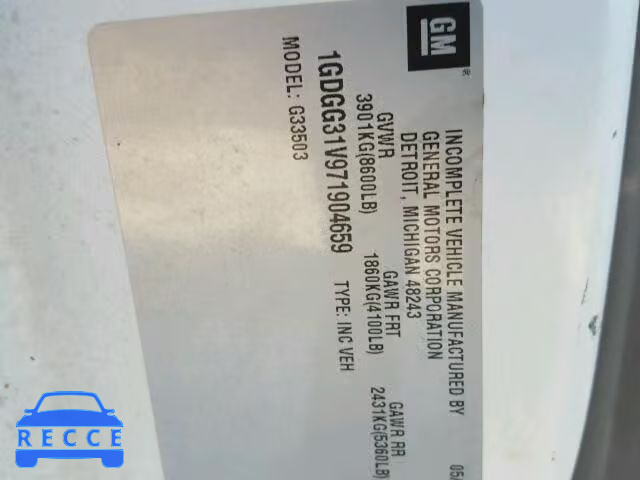 GM
®
INCOMPLETE VEHICLE MANUFACTURED BY
GENERAL MOTORS CORPORATION
DETROIT, MICHIGAN 48243
05/
GVWR
GAWR FRT
GAWR RR
3901KG(8600LB)
1860KG(4100LB)
2431KG(5360LB)
1GDGG31V971904659
TYPE: INC VEH
MODEL: G33503
RECCE